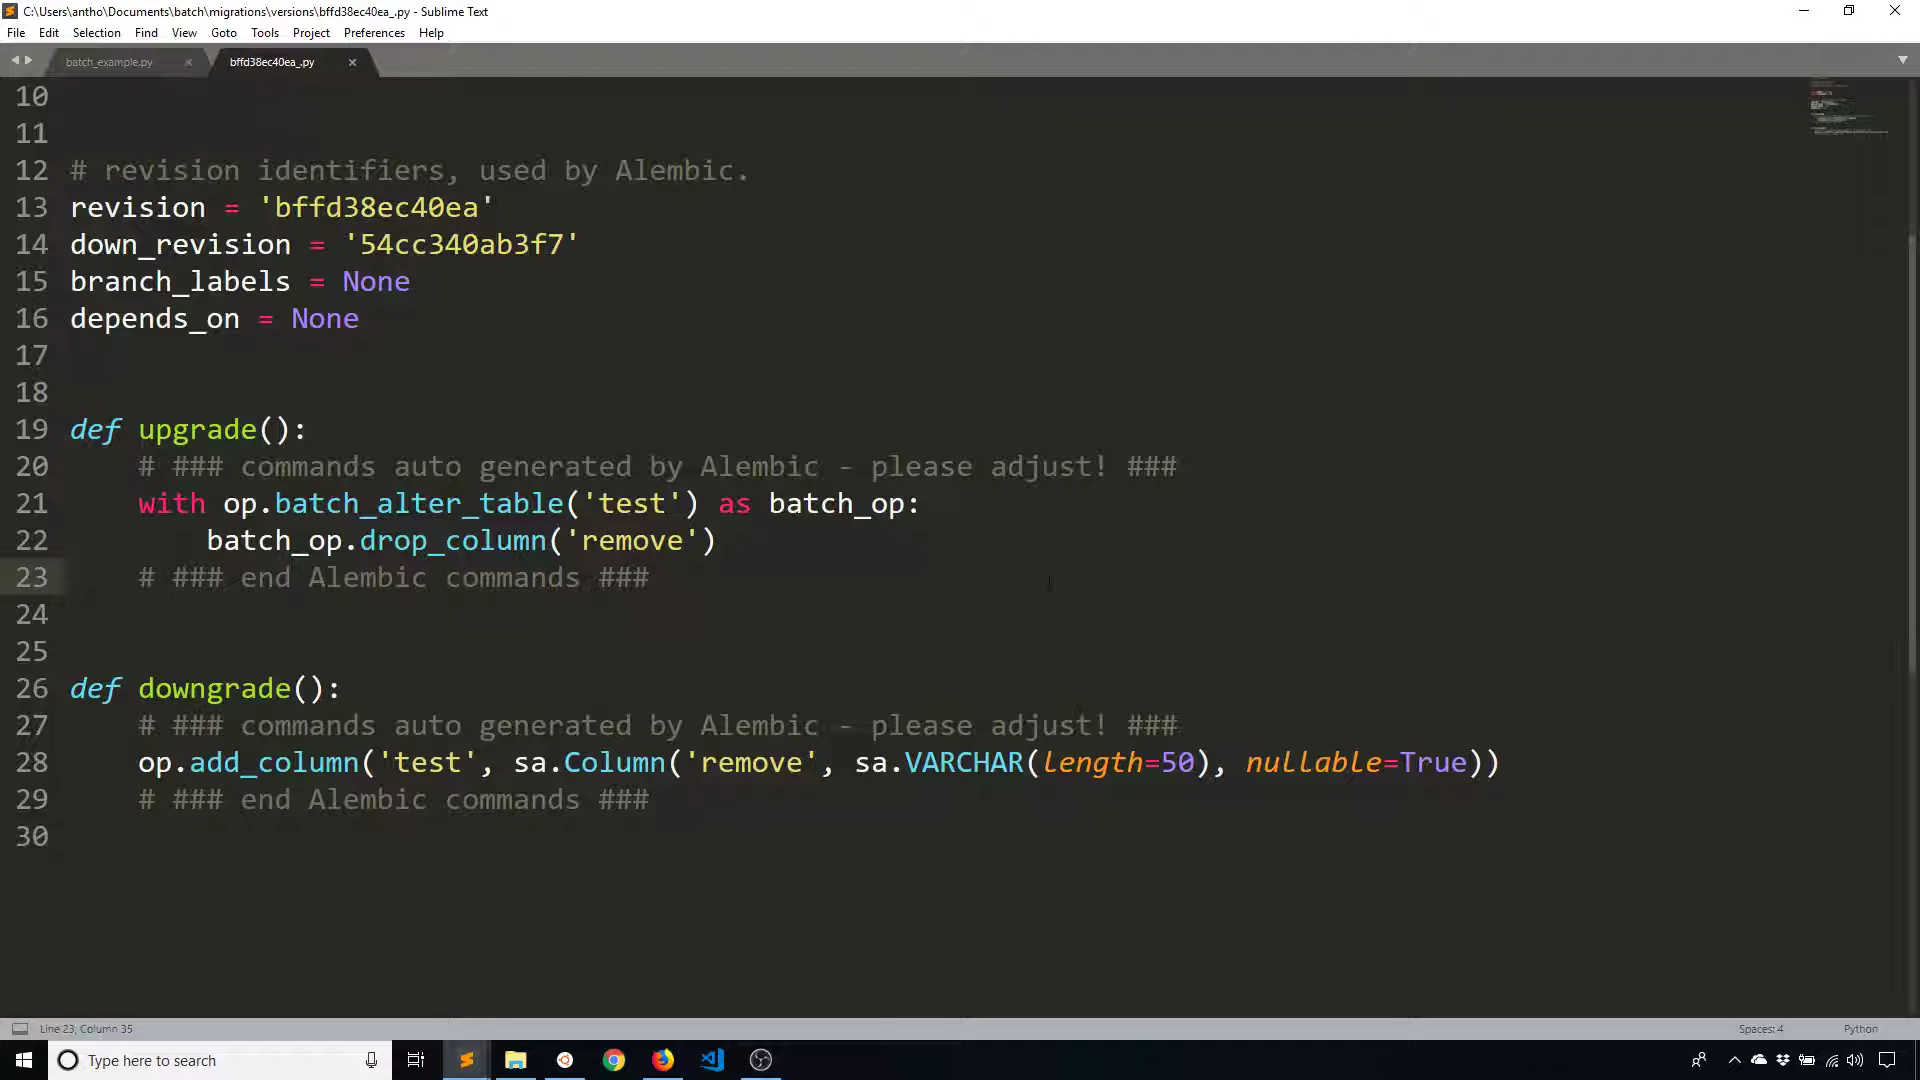 C:\Users\antho\Documents\batch\migrations\versions\bffd38ec40ea_.py - Sublime Text
File Edit Selection Find View Goto Tools Project Preferences Help
batch_example.py × bffd38ec40ea_.py ×
10
11
12 # revision identifiers, used by Alembic.
13 revision = 'bffd38ec40ea'
14 down_revision = '54cc340ab3f7'
15 branch_labels = None
16 depends_on = None
17
18
19 def upgrade():
20     # ### commands auto generated by Alembic - please adjust! ###
21     with op.batch_alter_table('test') as batch_op:
22         batch_op.drop_column('remove')
23     # ### end Alembic commands ###
24
25
26 def downgrade():
27     # ### commands auto generated by Alembic - please adjust! ###
28     op.add_column('test', sa.Column('remove', sa.VARCHAR(length=50), nullable=True))
29     # ### end Alembic commands ###
30
Line 23, Column 35 Spaces: 4 Python
Type here to search